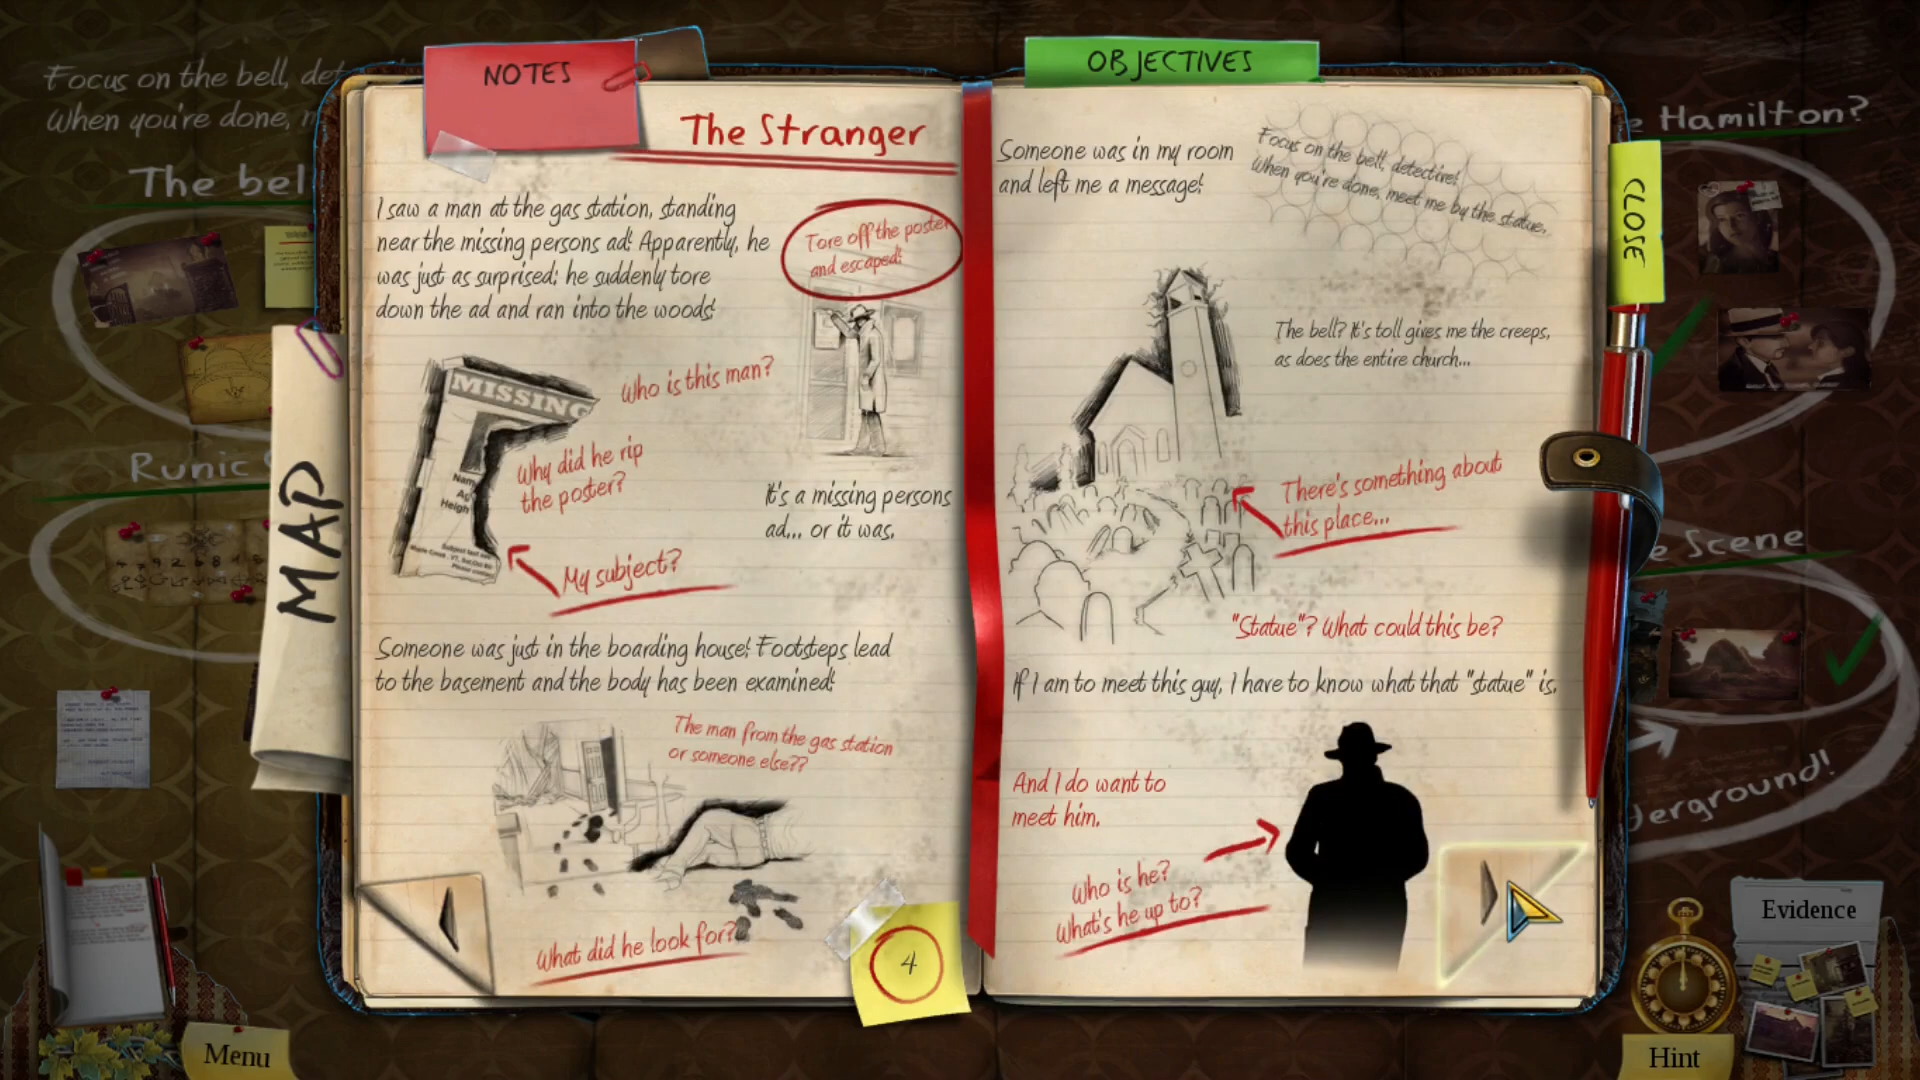 Focus on the bell, det
When you're done, m
The bel
Runic
MAP
NOTES
The Stranger
I saw a man at the gas station, standing
near the missing persons ad! Apparently, he
was just as surprised; he suddenly tore
down the ad and ran into the woods!
Tore off the poster
and escaped!
MISSING
Nam
Ag
Heigh
Who is this man?
Why did he rip
the poster?
It's a missing persons
ad... or it was.
My subject?
Someone was just in the boarding house! Footsteps lead
to the basement and the body has been examined!
The man from the gas station
or someone else??
What did he look for?
4
OBJECTIVES
Someone was in my room
and left me a message!
Focus on the bell, detective!
When you're done, meet me by the statue.
The bell? It's toll gives me the creeps,
as does the entire church...
There's something about
this place...
"Statue"? What could this be?
If I am to meet this guy, I have to know what that "statue" is.
And I do want to
meet him.
Who is he?
What's he up to?
CLOSE
e Hamilton?
e Scene
derground!
Menu
Evidence
Hint